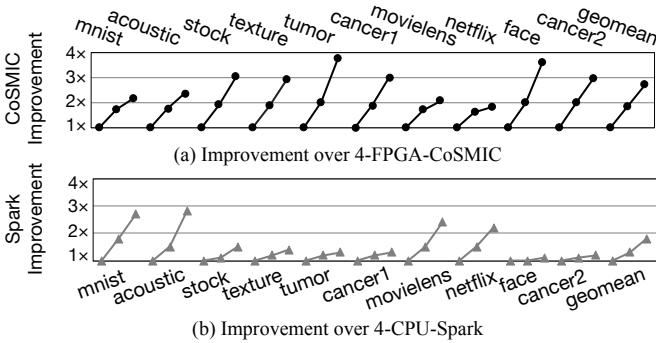 mnist acoustic stock texture tumor cancer1 movielens netflix face cancer2 geomean
CoSMIC
Improvement
4×
3×
2×
1×
(a) Improvement over 4-FPGA-CoSMIC
Spark
Improvement
4×
3×
2×
1×
mnist acoustic stock texture tumor cancer1 movielens netflix face cancer2 geomean
(b) Improvement over 4-CPU-Spark